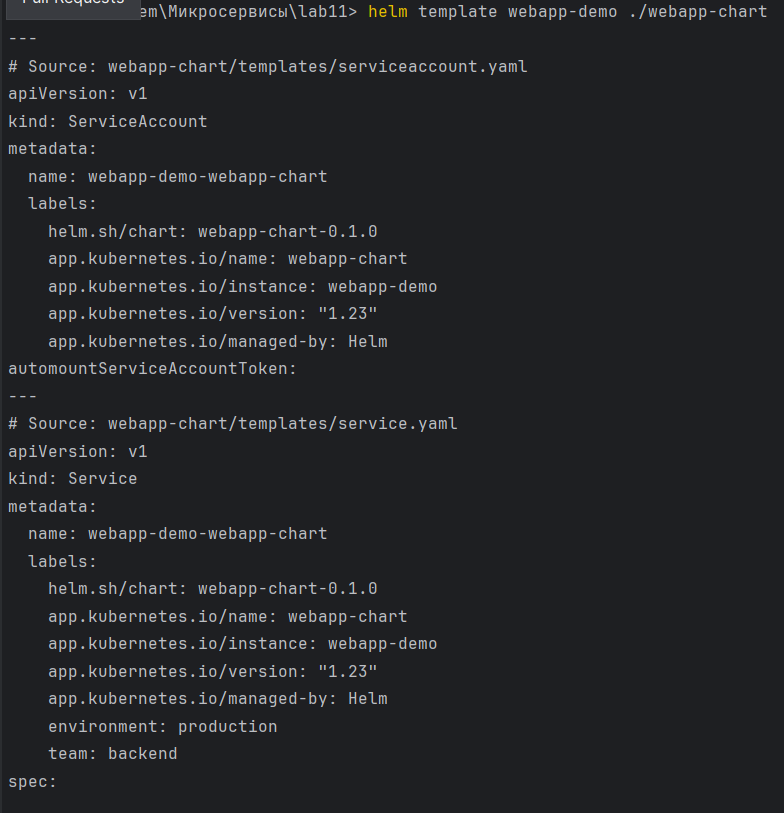 Pull Requests
em\Микросервисы\lab11> helm template webapp-demo ./webapp-chart
---
# Source: webapp-chart/templates/serviceaccount.yaml
apiVersion: v1
kind: ServiceAccount
metadata:
  name: webapp-demo-webapp-chart
  labels:
    helm.sh/chart: webapp-chart-0.1.0
    app.kubernetes.io/name: webapp-chart
    app.kubernetes.io/instance: webapp-demo
    app.kubernetes.io/version: "1.23"
    app.kubernetes.io/managed-by: Helm
automountServiceAccountToken:
---
# Source: webapp-chart/templates/service.yaml
apiVersion: v1
kind: Service
metadata:
  name: webapp-demo-webapp-chart
  labels:
    helm.sh/chart: webapp-chart-0.1.0
    app.kubernetes.io/name: webapp-chart
    app.kubernetes.io/instance: webapp-demo
    app.kubernetes.io/version: "1.23"
    app.kubernetes.io/managed-by: Helm
    environment: production
    team: backend
spec: